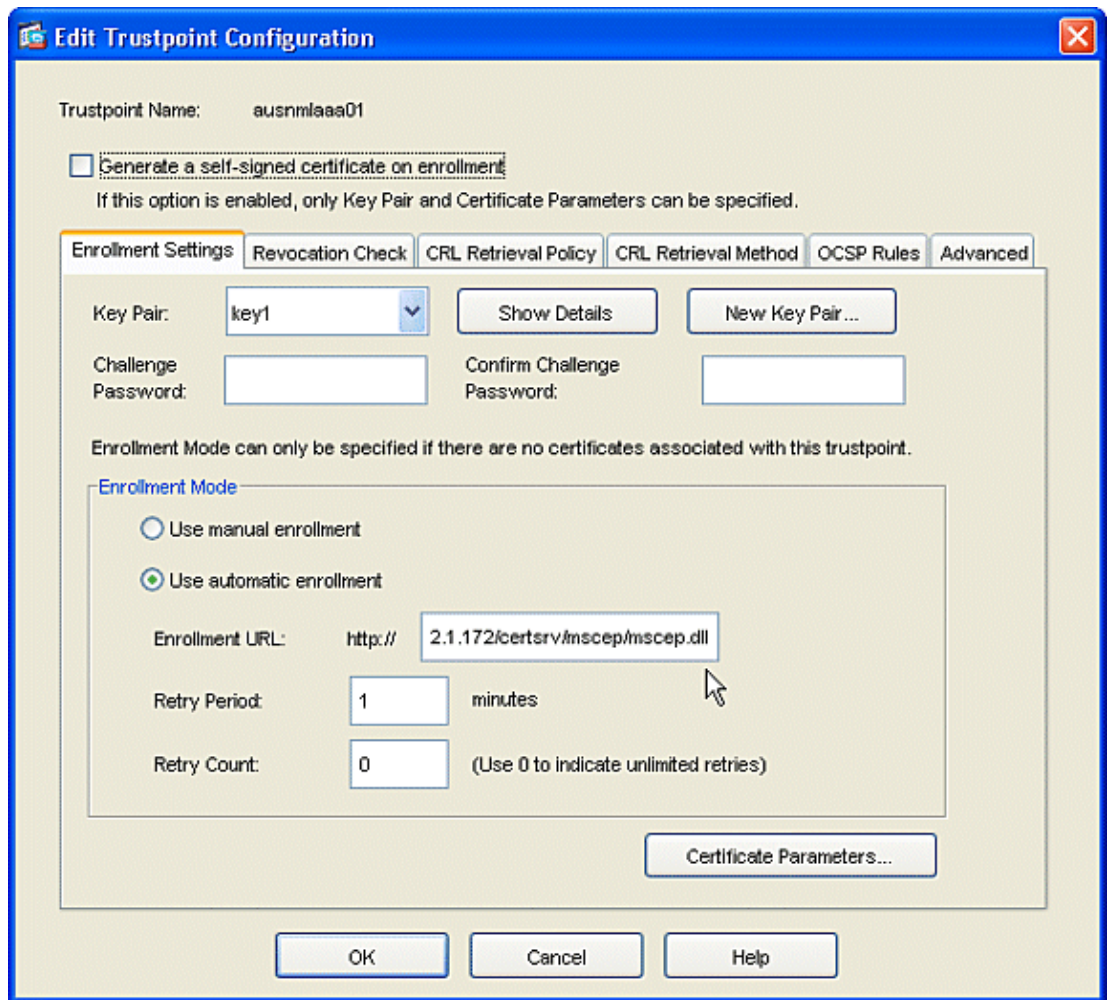 Edit Trustpoint Configuration
Trustpoint Name: ausnmlaaa01
Generate a self-signed certificate on enrollment
If this option is enabled, only Key Pair and Certificate Parameters can be specified.
Enrollment Settings Revocation Check CRL Retrieval Policy CRL Retrieval Method OCSP Rules Advanced
Key Pair: key1 Show Details New Key Pair...
Challenge Password: Confirm Challenge Password:
Enrollment Mode can only be specified if there are no certificates associated with this trustpoint.
Enrollment Mode
Use manual enrollment
Use automatic enrollment
Enrollment URL: http:// 2.1.172/certsrv/mscep/mscep.dll
Retry Period: 1 minutes
Retry Count: 0 (Use 0 to indicate unlimited retries)
Certificate Parameters...
OK Cancel Help